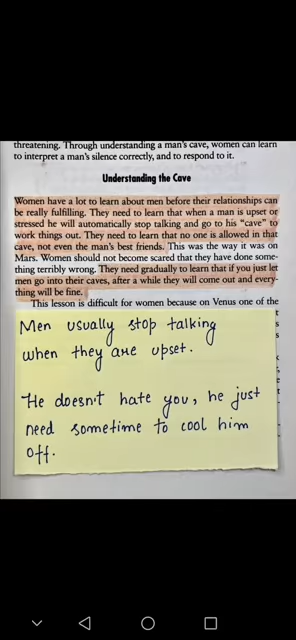 threatening. Through understanding a man's cave, women can learn
to interpret a man's silence correctly, and to respond to it.
Understanding the Cave
Women have a lot to learn about men before their relationships can
be really fulfilling. They need to learn that when a man is upset or
stressed he will automatically stop talking and go to his "cave" to
work things out. They need to learn that no one is allowed in that
cave, not even the man's best friends. This was the way it was on
Mars. Women should not become scared that they have done some-
thing terribly wrong. They need gradually to learn that if you just let
men go into their caves, after a while they will come out and every-
thing will be fine.
This lesson is difficult for women because on Venus one of the
Men usually stop talking
when they are upset.
He doesn't hate you, he just
need sometime to cool him
off.